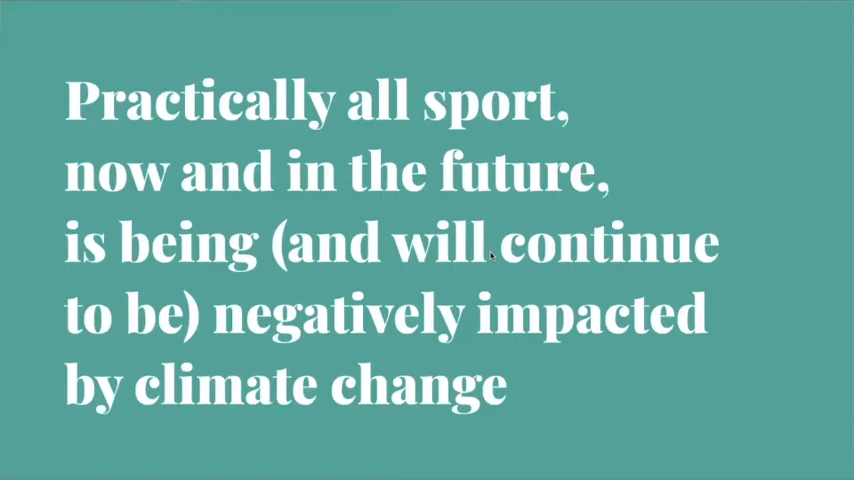 Practically all sport,
now and in the future,
is being (and will continue
to be) negatively impacted
by climate change